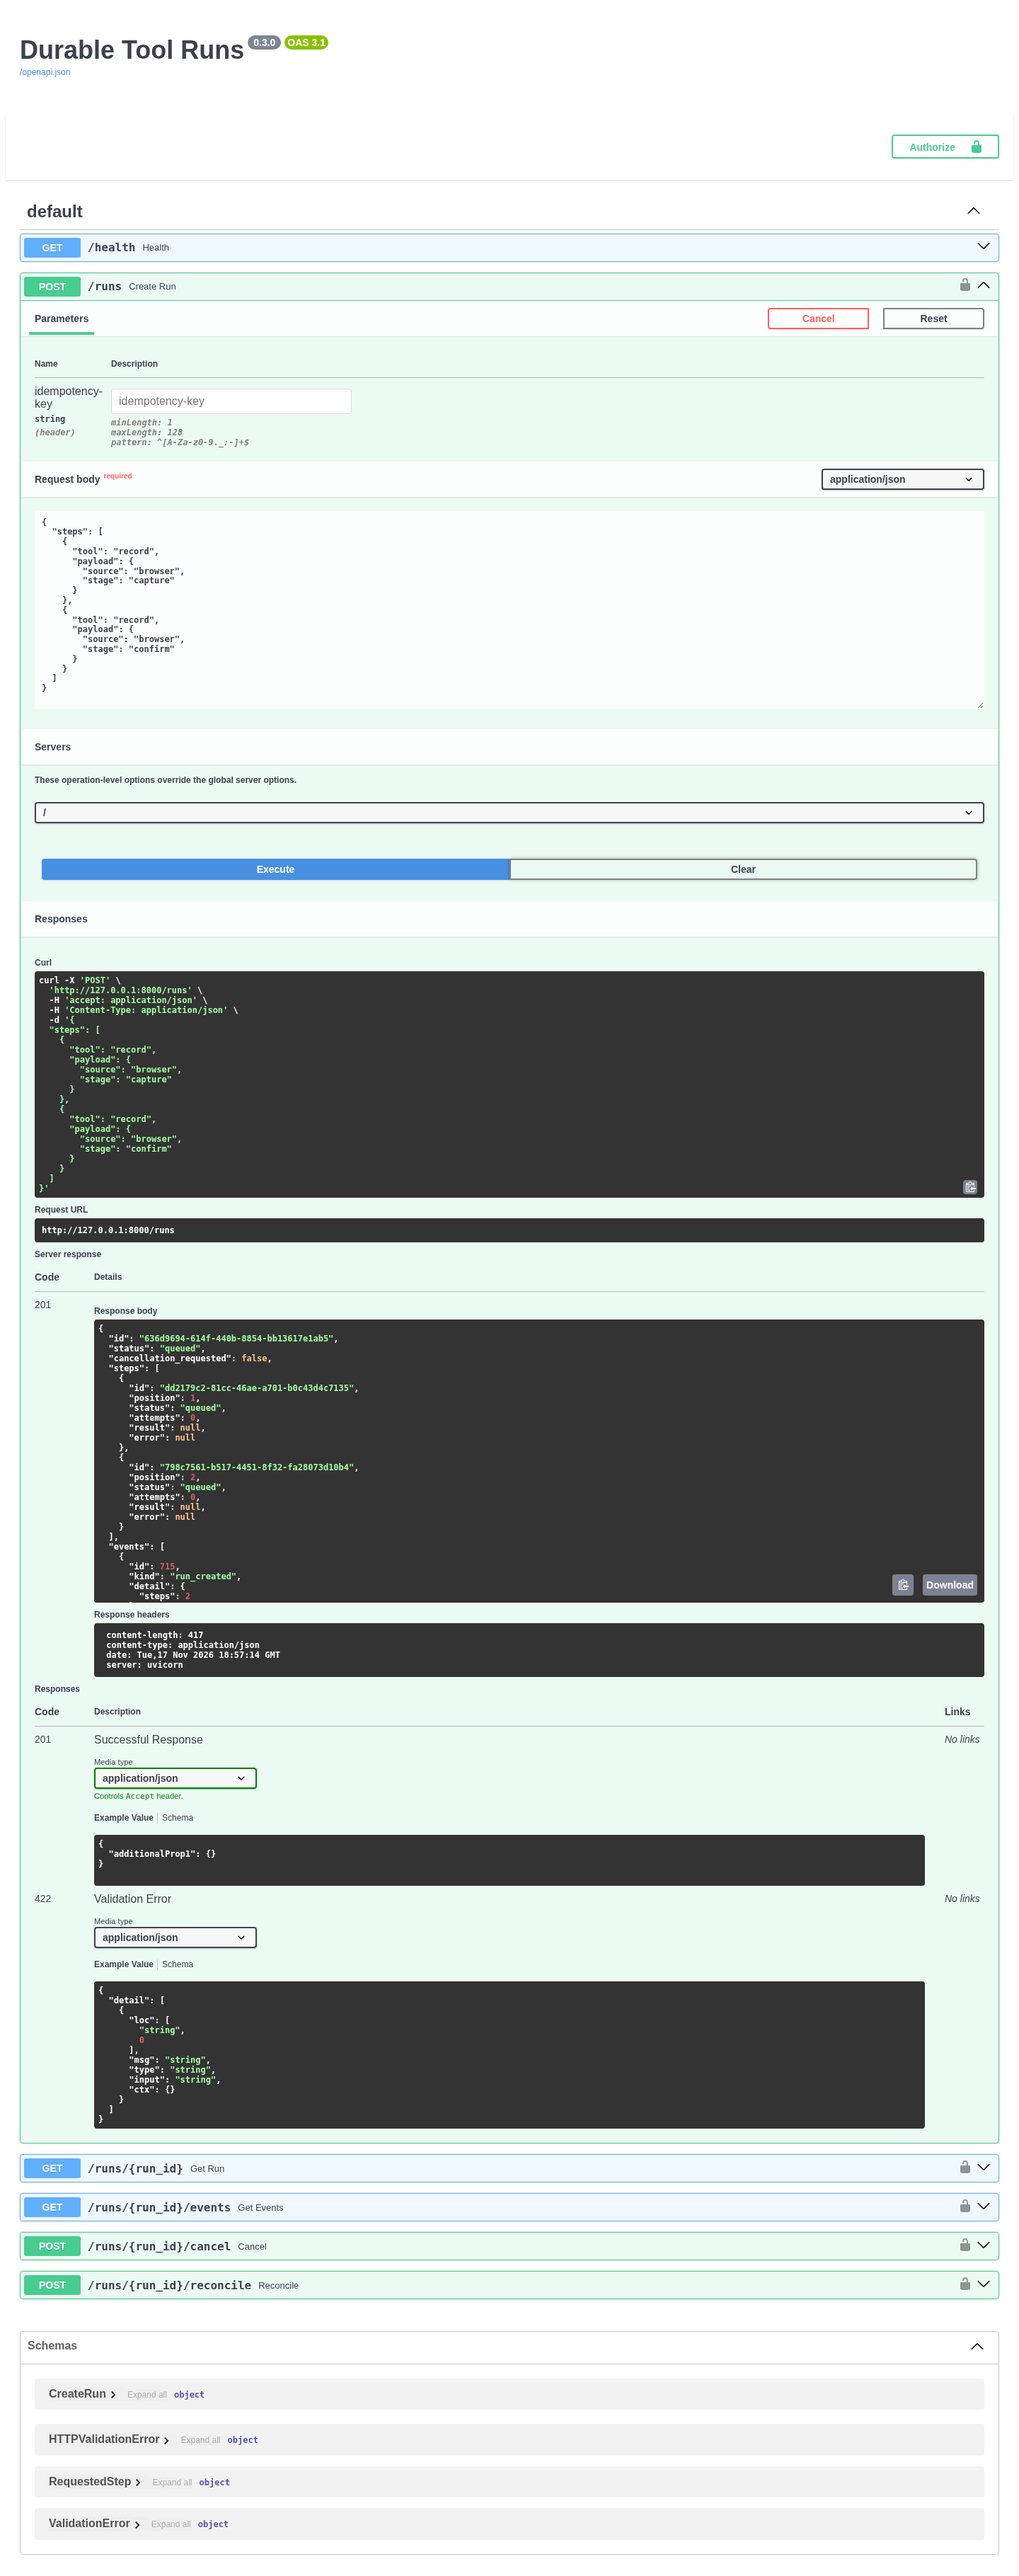 Durable Tool Runs 0.3.0 OAS 3.1
/openapi.json
Authorize
default
GET /health Health
POST /runs Create Run
Parameters
Cancel Reset
Name Description
idempotency-
key
string
(header)
idempotency-key
minLength: 1
maxLength: 128
pattern: ^[A-Za-z0-9._:-]+$
Request body required
application/json
{
  "steps": [
    {
      "tool": "record",
      "payload": {
        "source": "browser",
        "stage": "capture"
      }
    },
    {
      "tool": "record",
      "payload": {
        "source": "browser",
        "stage": "confirm"
      }
    }
  ]
}
Servers
These operation-level options override the global server options.
/
Execute Clear
Responses
Curl
curl -X 'POST' \
  'http://127.0.0.1:8000/runs' \
  -H 'accept: application/json' \
  -H 'Content-Type: application/json' \
  -d '{
  "steps": [
    {
      "tool": "record",
      "payload": {
        "source": "browser",
        "stage": "capture"
      }
    },
    {
      "tool": "record",
      "payload": {
        "source": "browser",
        "stage": "confirm"
      }
    }
  ]
}'
Request URL
http://127.0.0.1:8000/runs
Server response
Code Details
201
Response body
{
  "id": "636d9694-614f-440b-8854-bb13617e1ab5",
  "status": "queued",
  "cancellation_requested": false,
  "steps": [
    {
      "id": "dd2179c2-81cc-46ae-a701-b0c43d4c7135",
      "position": 1,
      "status": "queued",
      "attempts": 0,
      "result": null,
      "error": null
    },
    {
      "id": "798c7561-b517-4451-8f32-fa28073d10b4",
      "position": 2,
      "status": "queued",
      "attempts": 0,
      "result": null,
      "error": null
    }
  ],
  "events": [
    {
      "id": 715,
      "kind": "run_created",
      "detail": {
        "steps": 2
Download
Response headers
content-length: 417
content-type: application/json
date: Tue,17 Nov 2026 18:57:14 GMT
server: uvicorn
Responses
Code Description Links
201 Successful Response No links
Media type
application/json
Controls Accept header.
Example Value Schema
{
  "additionalProp1": {}
}
422 Validation Error No links
Media type
application/json
Example Value Schema
{
  "detail": [
    {
      "loc": [
        "string",
        0
      ],
      "msg": "string",
      "type": "string",
      "input": "string",
      "ctx": {}
    }
  ]
}
GET /runs/{run_id} Get Run
GET /runs/{run_id}/events Get Events
POST /runs/{run_id}/cancel Cancel
POST /runs/{run_id}/reconcile Reconcile
Schemas
CreateRun Expand all object
HTTPValidationError Expand all object
RequestedStep Expand all object
ValidationError Expand all object